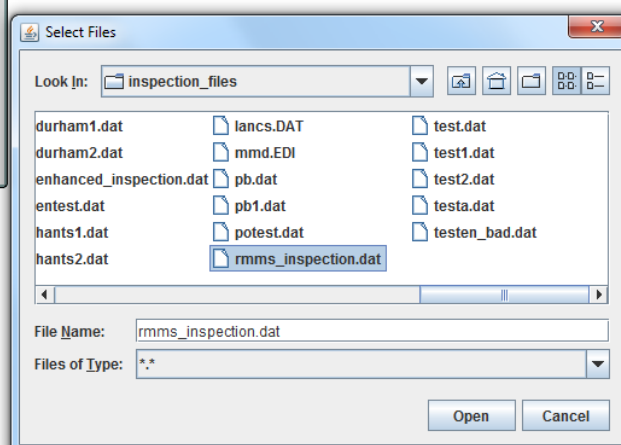 Select Files
Look In: inspection_files
durham1.dat lancs.DAT test.dat
durham2.dat mmd.EDI test1.dat
enhanced_inspection.dat pb.dat test2.dat
entest.dat pb1.dat testa.dat
hants1.dat potest.dat testen_bad.dat
hants2.dat rmms_inspection.dat
File Name: rmms_inspection.dat
Files of Type: *.*
Open Cancel